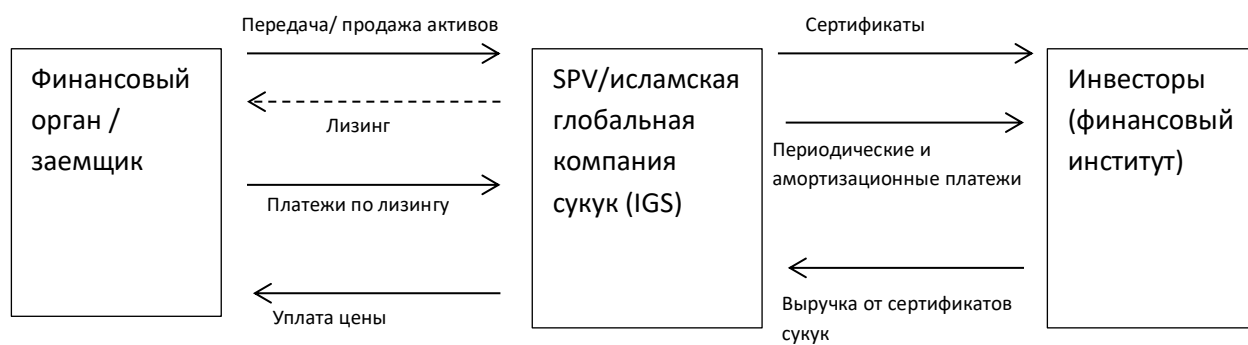 Передача/ продажа активов
Сертификаты
Финансовый
орган /
заемщик
Лизинг
Платежи по лизингу
Уплата цены
SPV/исламская
глобальная
компания
сукук (IGS)
Периодические и
амортизационные платежи
Выручка от сертификатов
сукук
Инвесторы
(финансовый
институт)